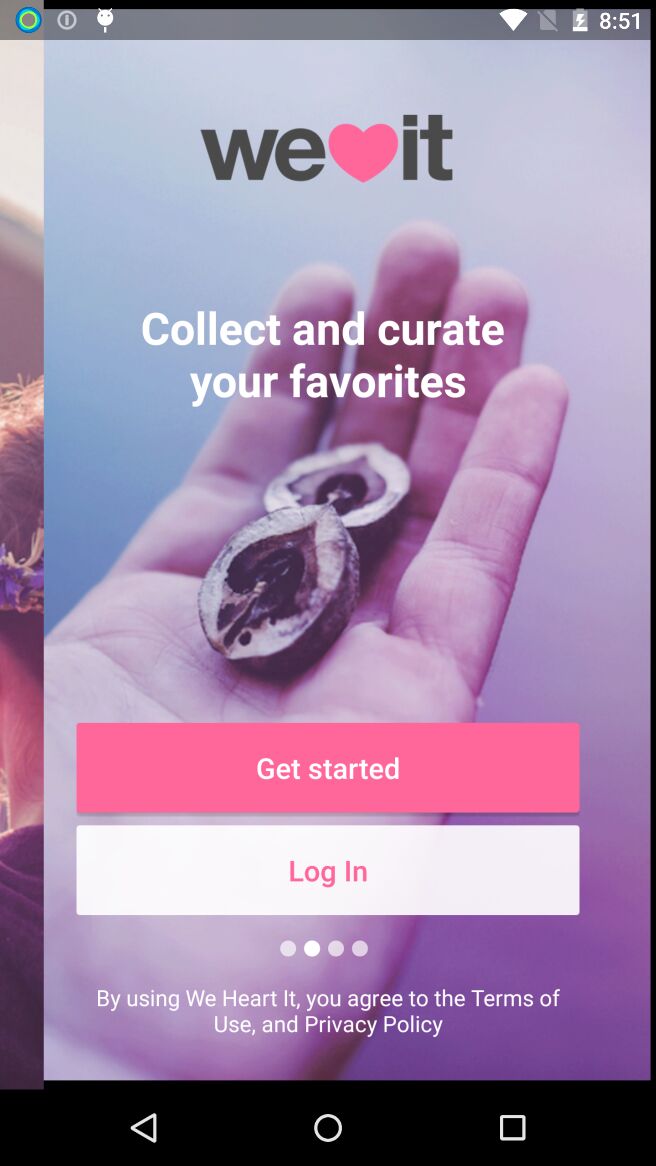 8:51
we it
Collect and curate
your favorites
Get started
Log In
By using We Heart It, you agree to the Terms of
Use, and Privacy Policy